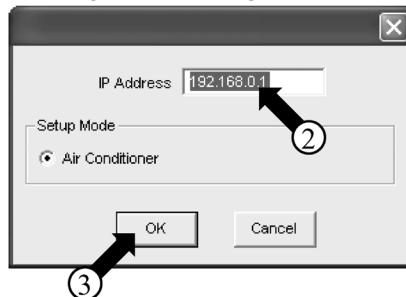 IP Address 192.168.0.1
2
Setup Mode
Air Conditioner
OK Cancel
3